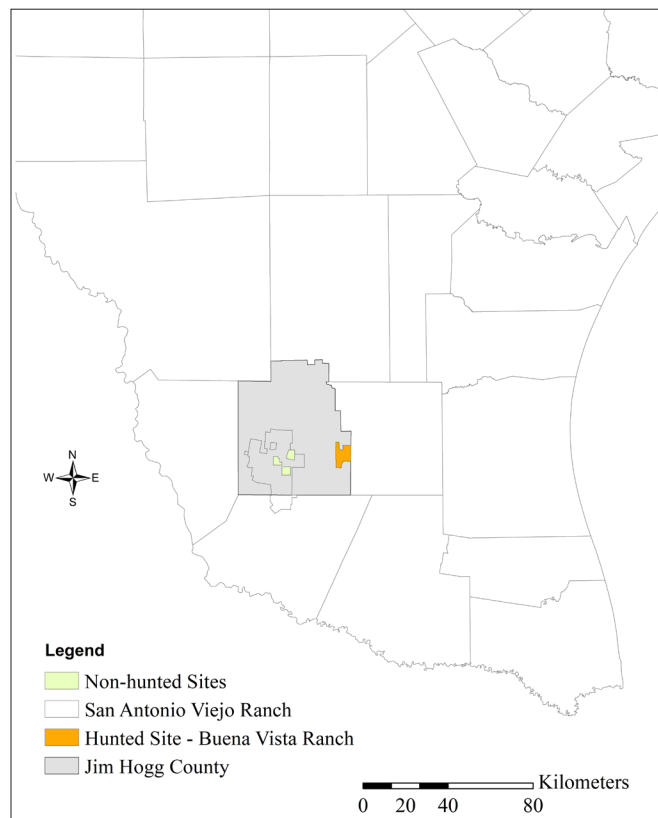 N
W E
S
Legend
Non-hunted Sites
San Antonio Viejo Ranch
Hunted Site - Buena Vista Ranch
Jim Hogg County
Kilometers
0 20 40 80